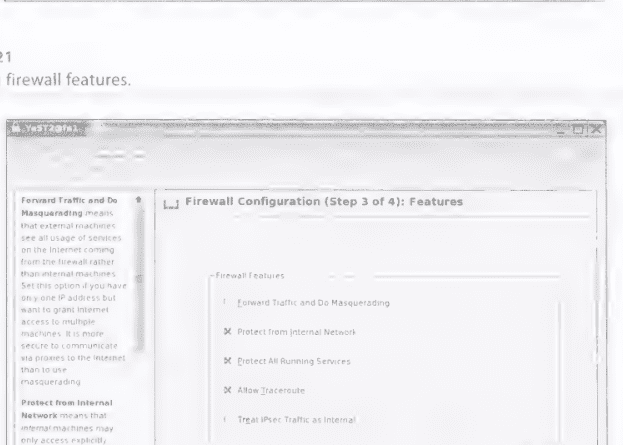 21
firewall features.
YaST2@fa1
Forward Traffic and Do
Masquerading means
that external machines
see all usage of services
on the Internet coming
from the firewall rather
than internal machines
Set this option if you have
only one IP address but
want to grant Internet
access to multiple
machines. It is more
secure to communicate
via proxies to the Internet
than to use
masquerading
Protect from Internal
Network means that
internal machines may
only access explicitly
Firewall Configuration (Step 3 of 4): Features
Firewall Features
Forward Traffic and Do Masquerading
Protect from Internal Network
Protect All Running Services
Allow Traceroute
Treat IPsec Traffic as Internal